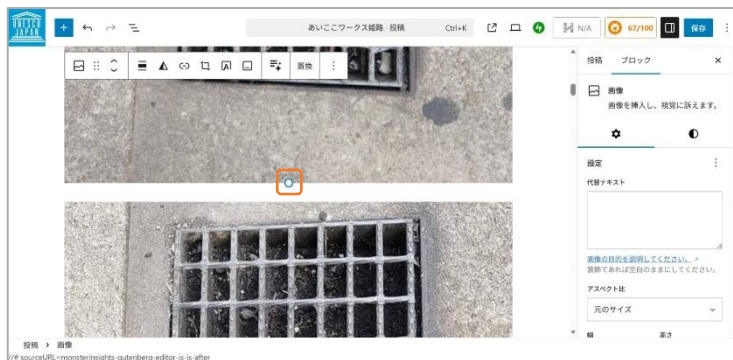 UNESCO
JAPAN
あいここワークス姫路 · 投稿
Ctrl+K
N/A
67/100
保存
置換
投稿
ブロック
画像
画像を挿入し、視覚に訴えます。
設定
代替テキスト
画像の目的を説明してください。
装飾であれば空白のままにしてください。
アスペクト比
元のサイズ
幅
高さ
投稿 › 画像
//# sourceURL=monsterinsights-gutenberg-editor-js-js-after